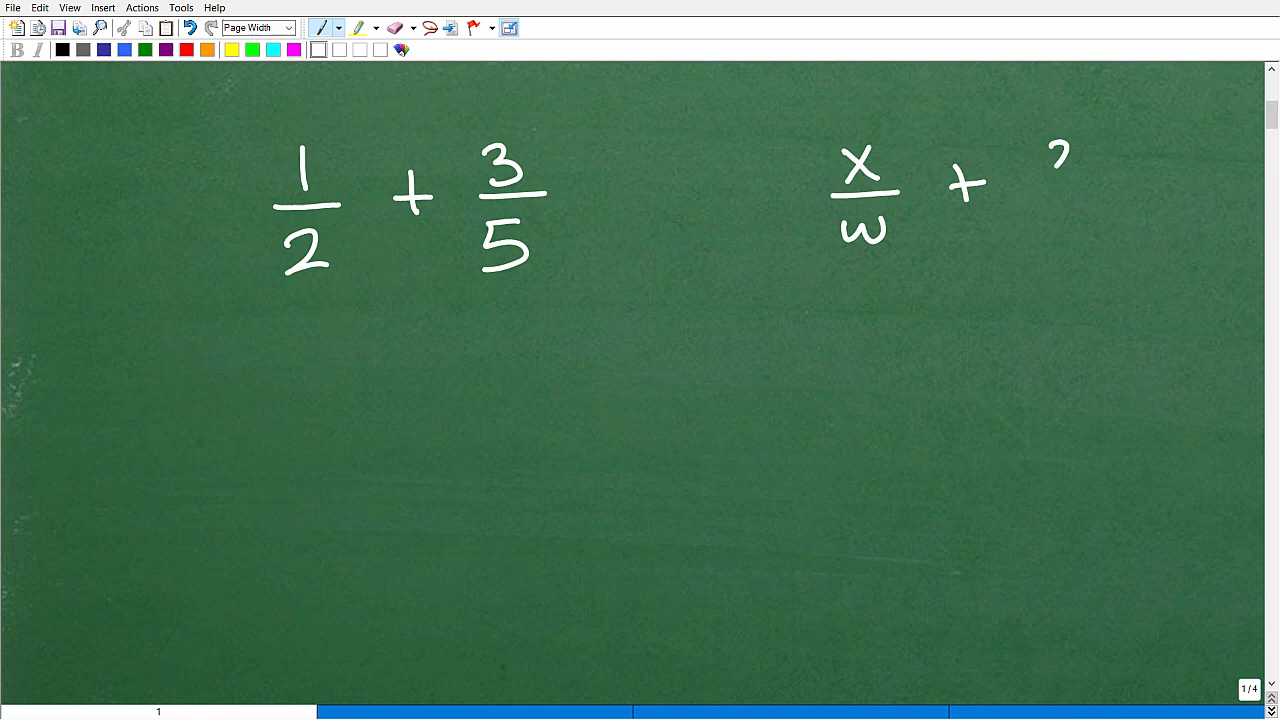 File Edit View Insert Actions Tools Help
Page Width
B I
1/2 + 3/5 x/w +
1/4
1